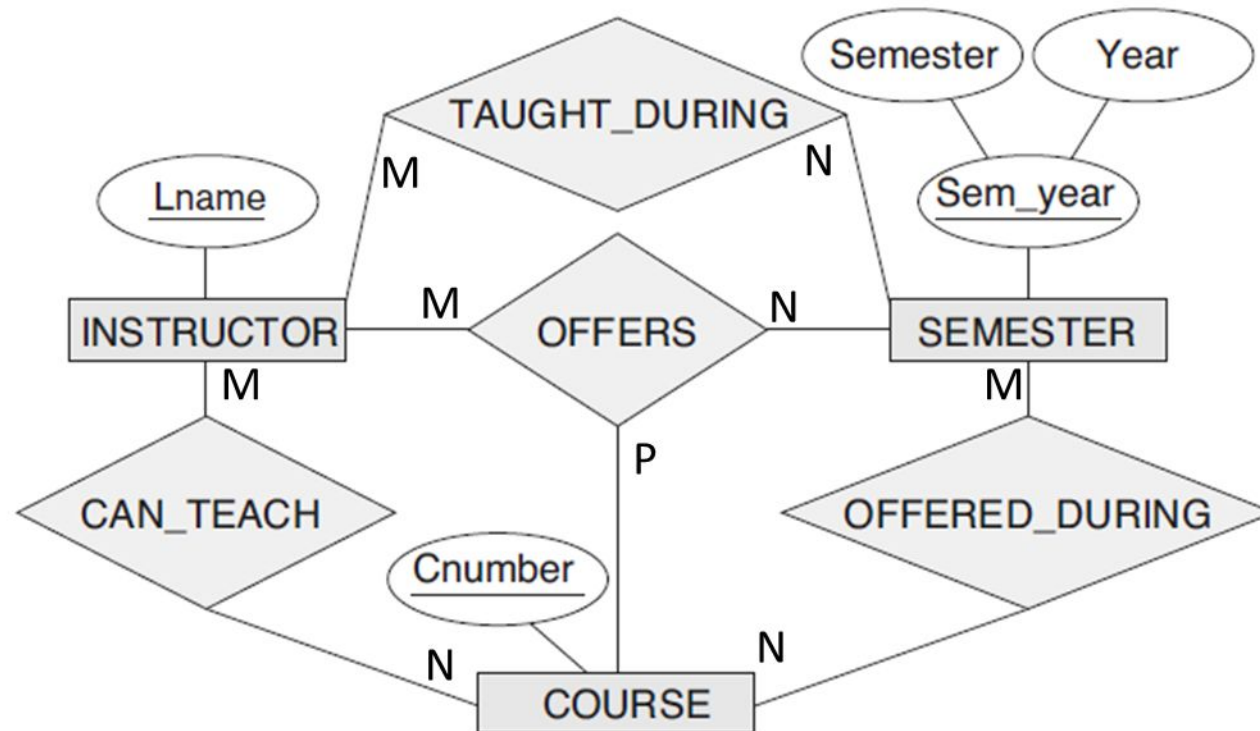 Semester
Year
TAUGHT_DURING
M
N
Lname
Sem_year
INSTRUCTOR
M
OFFERS
N
SEMESTER
M
M
P
CAN_TEACH
OFFERED_DURING
Cnumber
N
N
COURSE